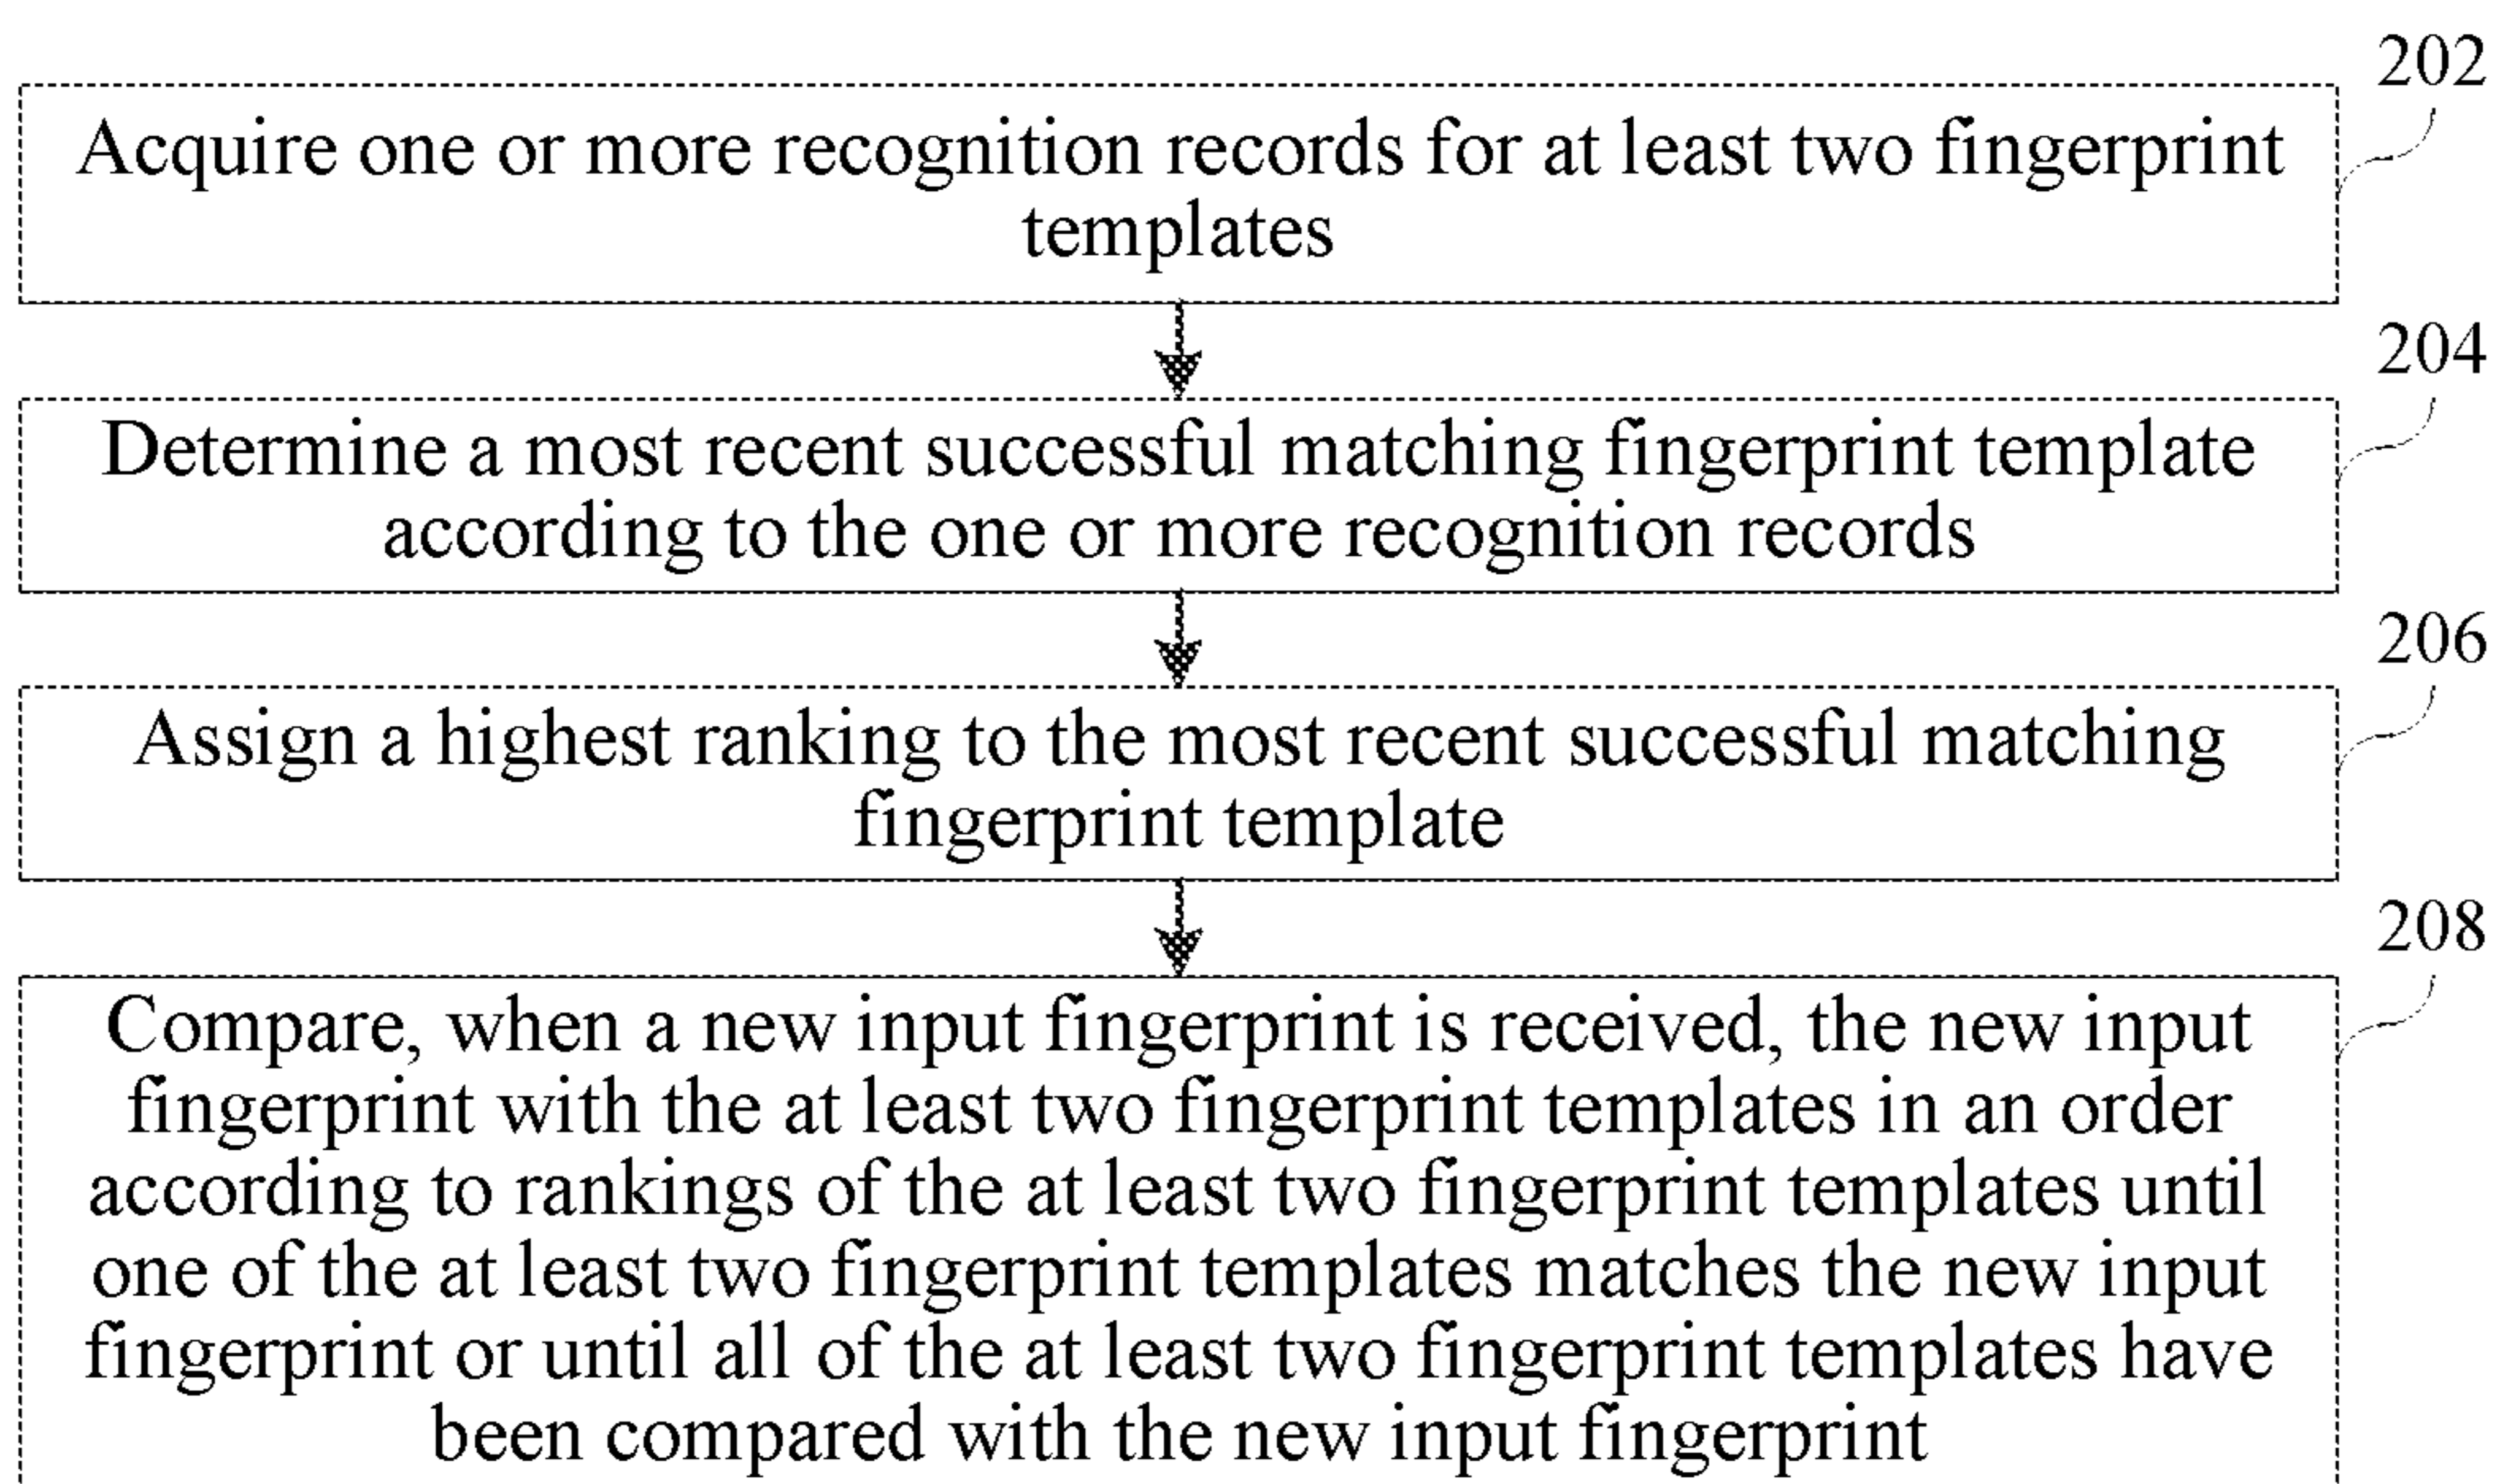 202
Acquire one or more recognition records for at least two fingerprint
templates
204
Determine a most recent successful matching fingerprint template
according to the one or more recognition records
206
Assign a highest ranking to the most recent successful matching
fingerprint template
208
Compare, when a new input fingerprint is received, the new input
fingerprint with the at least two fingerprint templates in an order
according to rankings of the at least two fingerprint templates until
one of the at least two fingerprint templates matches the new input
fingerprint or until all of the at least two fingerprint templates have
been compared with the new input fingerprint